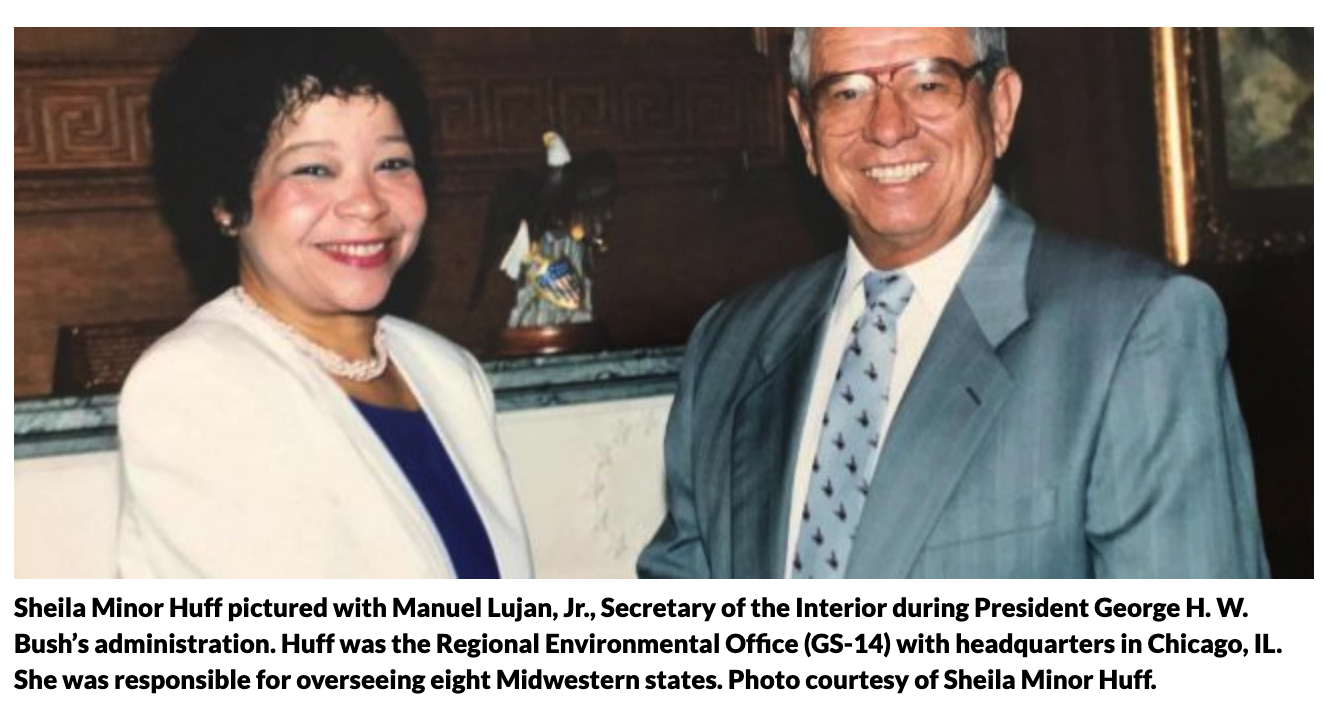 Sheila Minor Huff pictured with Manuel Lujan, Jr., Secretary of the Interior during President George H. W.
Bush’s administration. Huff was the Regional Environmental Office (GS-14) with headquarters in Chicago, IL.
She was responsible for overseeing eight Midwestern states. Photo courtesy of Sheila Minor Huff.